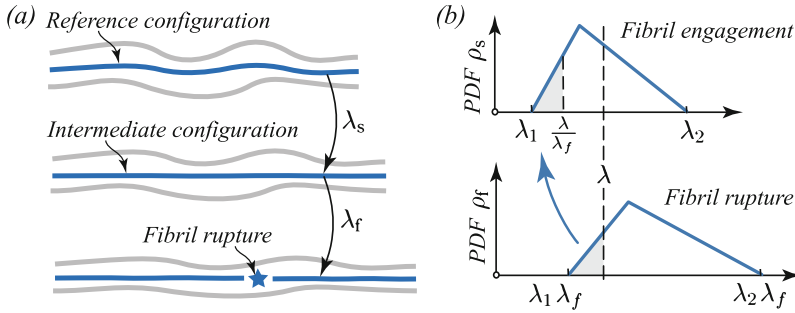 (a)
Reference configuration
λs
Intermediate configuration
λf
Fibril rupture
(b)
Fibril engagement
PDF ρs
λ1
λ/λf
λ2
λ
Fibril rupture
PDF ρf
λ1 λf
λ2 λf